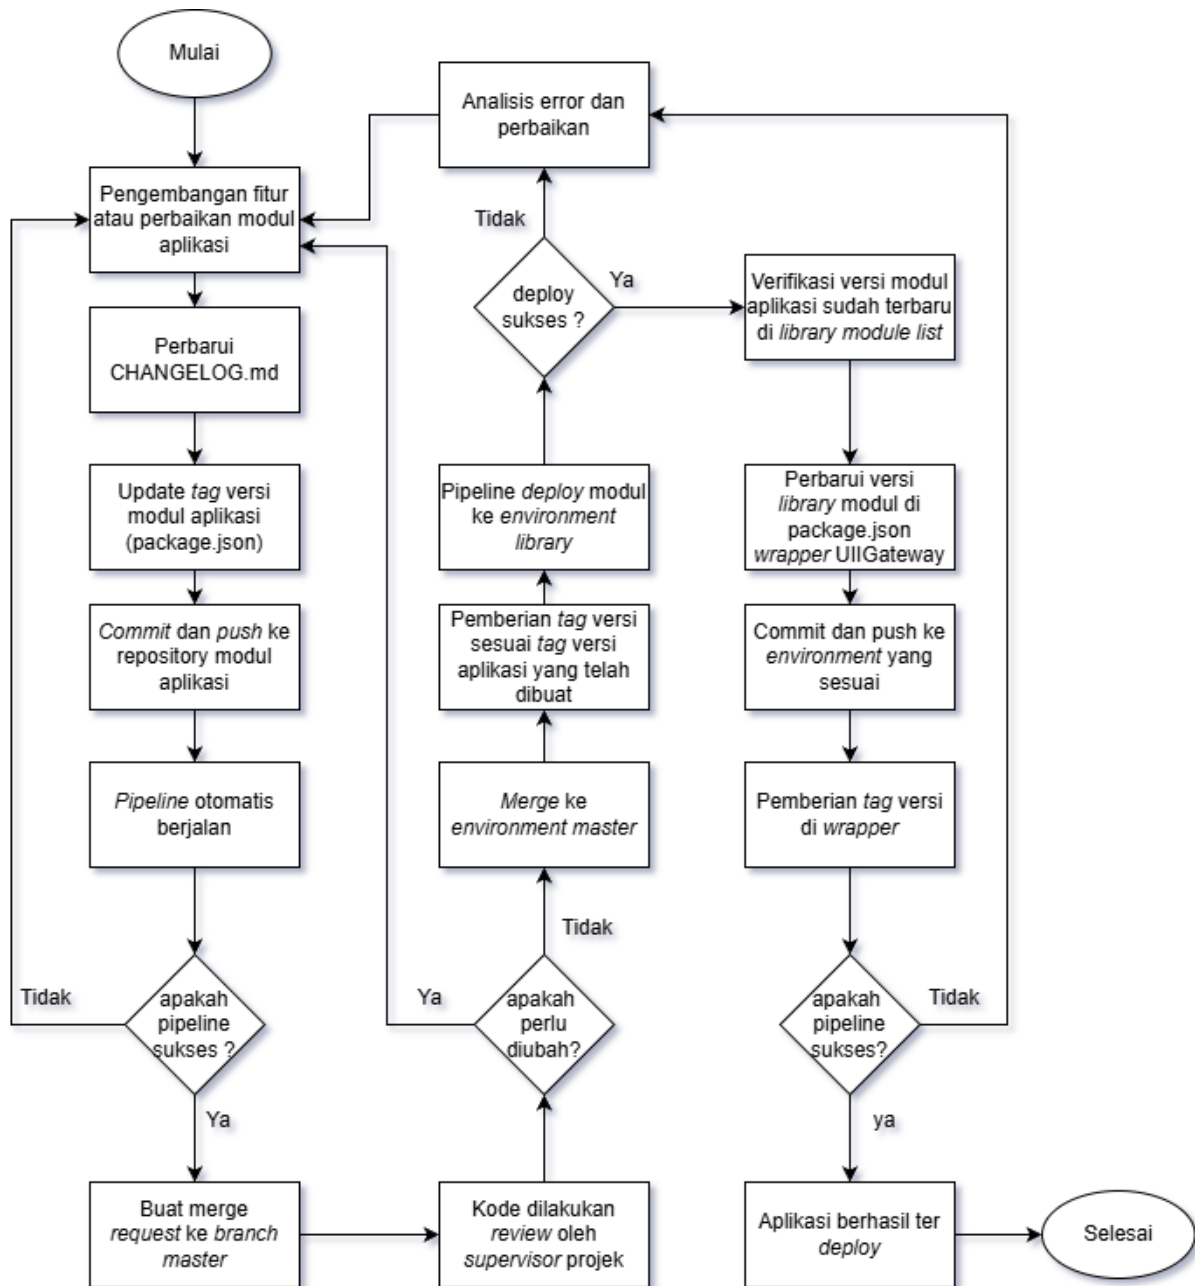 Mulai
Pengembangan fitur
atau perbaikan modul
aplikasi
Perbarui
CHANGELOG.md
Update tag versi
modul aplikasi
(package.json)
Commit dan push ke
repository modul
aplikasi
Pipeline otomatis
berjalan
apakah
pipeline
sukses ?
Tidak
Ya
Buat merge
request ke branch
master
Kode dilakukan
review oleh
supervisor projek
apakah
perlu
diubah?
Ya
Tidak
Merge ke
environment master
Pemberian tag versi
sesuai tag versi
aplikasi yang telah
dibuat
Pipeline deploy modul
ke environment
library
deploy
sukses ?
Tidak
Ya
Analisis error dan
perbaikan
Verifikasi versi modul
aplikasi sudah terbaru
di library module list
Perbarui versi
library modul di
package.json
wrapper UIIGateway
Commit dan push ke
environment yang
sesuai
Pemberian tag versi
di wrapper
apakah
pipeline
sukses?
Tidak
ya
Aplikasi berhasil ter
deploy
Selesai